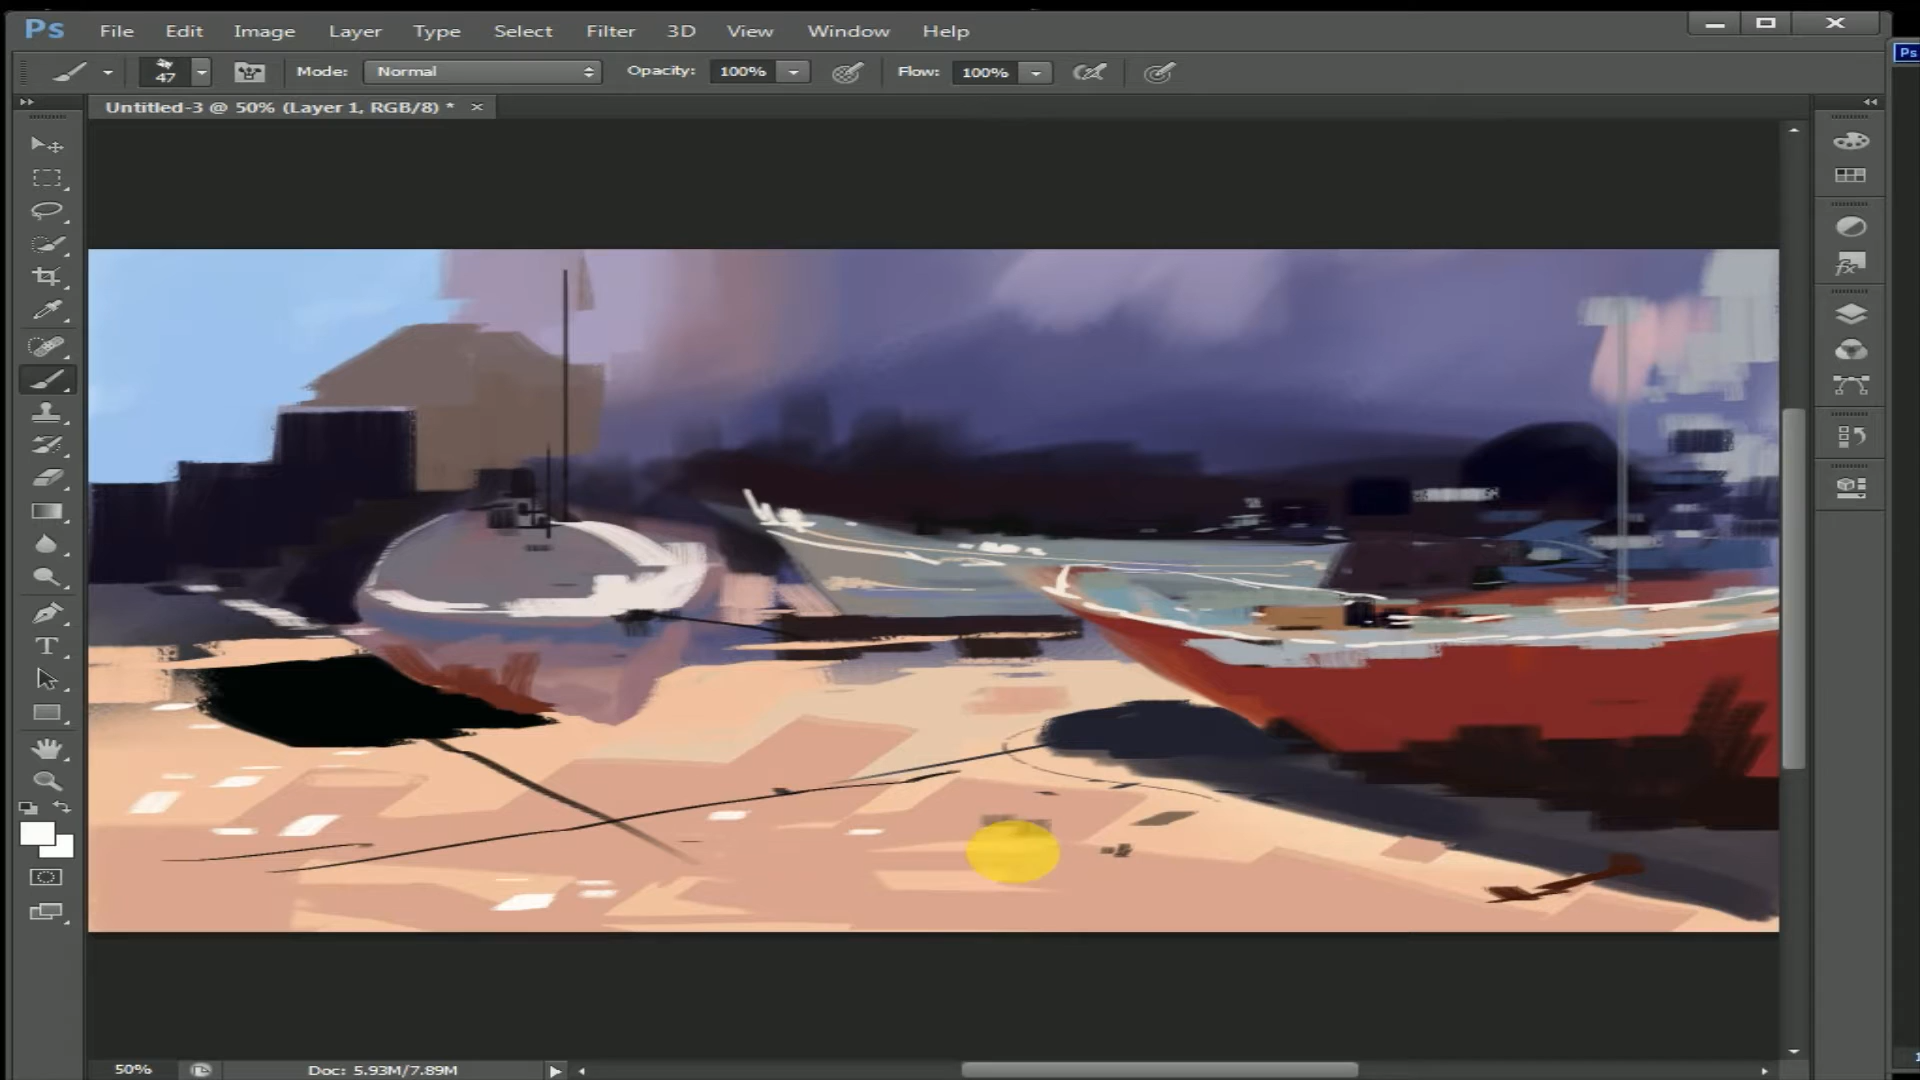 Ps File Edit Image Layer Type Select Filter 3D View Window Help
Ps
47 Mode: Normal Opacity: 100% Flow: 100%
Untitled-3 @ 50% (Layer 1, RGB/8) * ×
50% Doc: 5.93M/7.89M